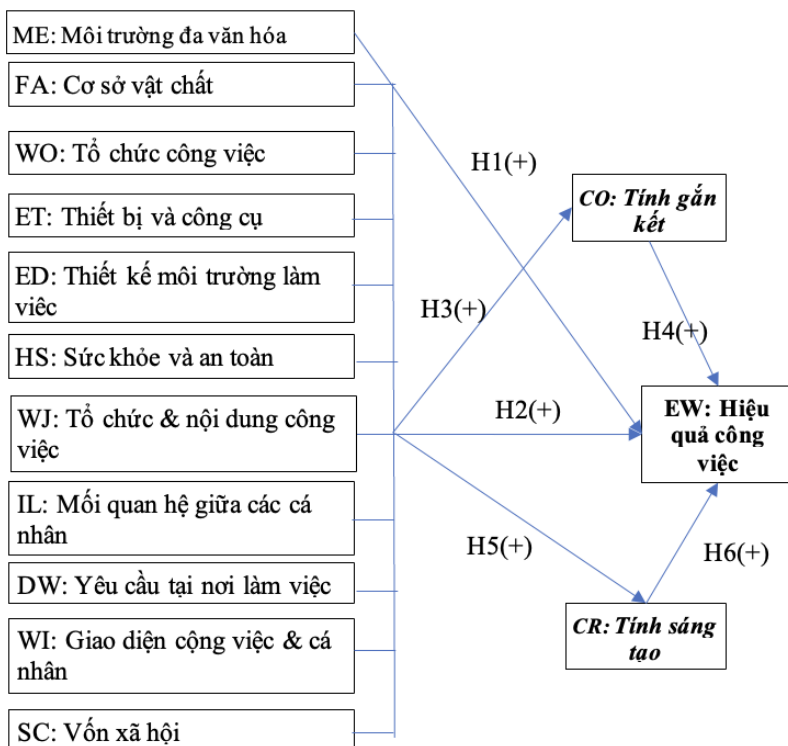 ME: Môi trường đa văn hóa
FA: Cơ sở vật chất
WO: Tổ chức công việc
ET: Thiết bị và công cụ
ED: Thiết kế môi trường làm
viêc
HS: Sức khỏe và an toàn
WJ: Tổ chức & nội dung công
việc
IL: Mối quan hệ giữa các cá
nhân
DW: Yêu cầu tại nơi làm việc
WI: Giao diện cộng việc & cá
nhân
SC: Vốn xã hội
H1(+)
H3(+)
H2(+)
H5(+)
CO: Tính gắn
kết
H4(+)
EW: Hiệu
quả công
việc
H6(+)
CR: Tính sáng
tạo